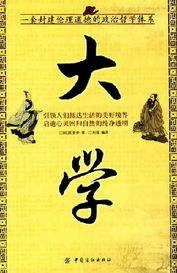 一套封建伦理道德的政治哲学体系
大
学
引领人们抵达生活的美好境界
启迪心灵回归自然的纯净透明
中国纺织出版社